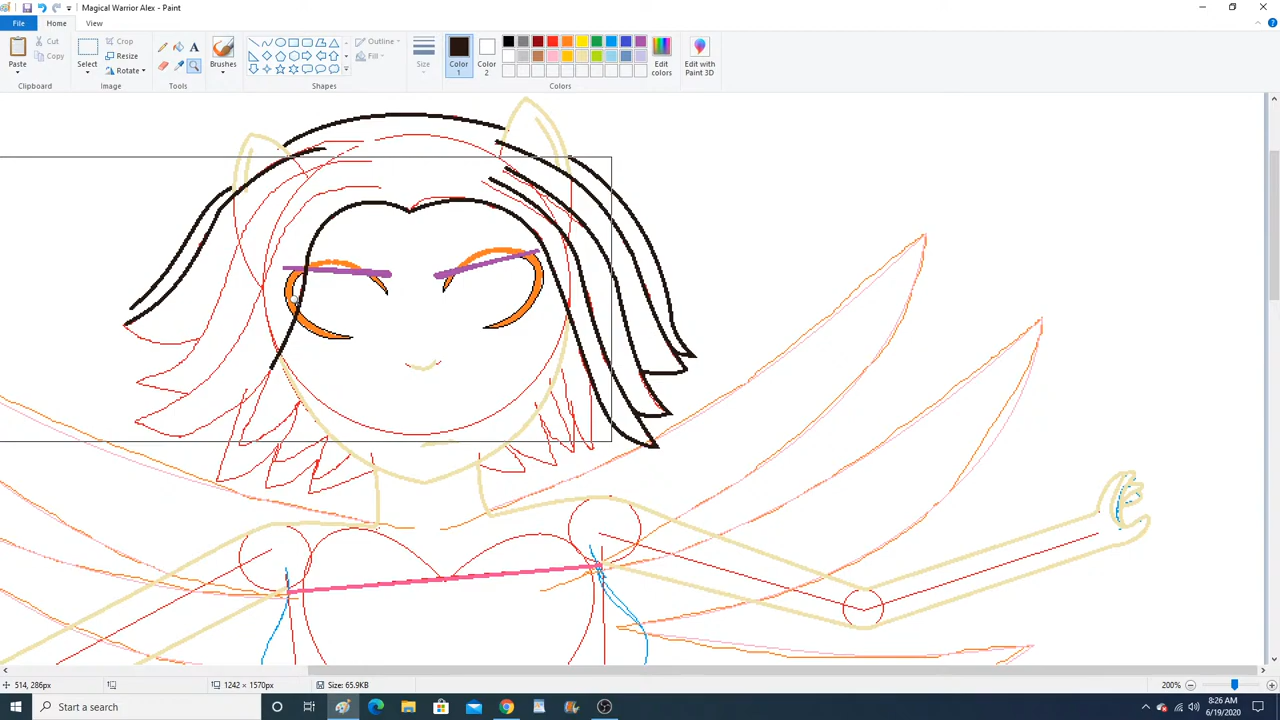 Magical Warrior Alex - Paint
File
Home
View
Paste
Cut
Copy
Clipboard
Select
Crop
Resize
Rotate
Image
A
Tools
Brushes
Shapes
Outline
Fill
Size
Color 1
Color 2
Edit colors
Colors
Edit with Paint 3D
514, 286px
1242 × 1570px
Size: 65.9KB
200%
Search
8:26 AM
6/19/2020